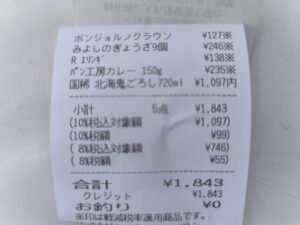 ボンジョルノクラウン ¥127※
みよしのぎょうざ9個 ¥246※
R エリンギ ¥138※
パン工房カレー 150g ¥235※
国稀 北海鬼ごろし720ml ¥1,097内
小計 5点 ¥1,843
(10%税込対象額 ¥1,097)
(10%税額 ¥99)
( 8%税込対象額 ¥746)
( 8%税額 ¥55)
合計 ¥1,843
クレジット ¥1,843
お釣り ¥0
※印は軽減税率適用商品です。